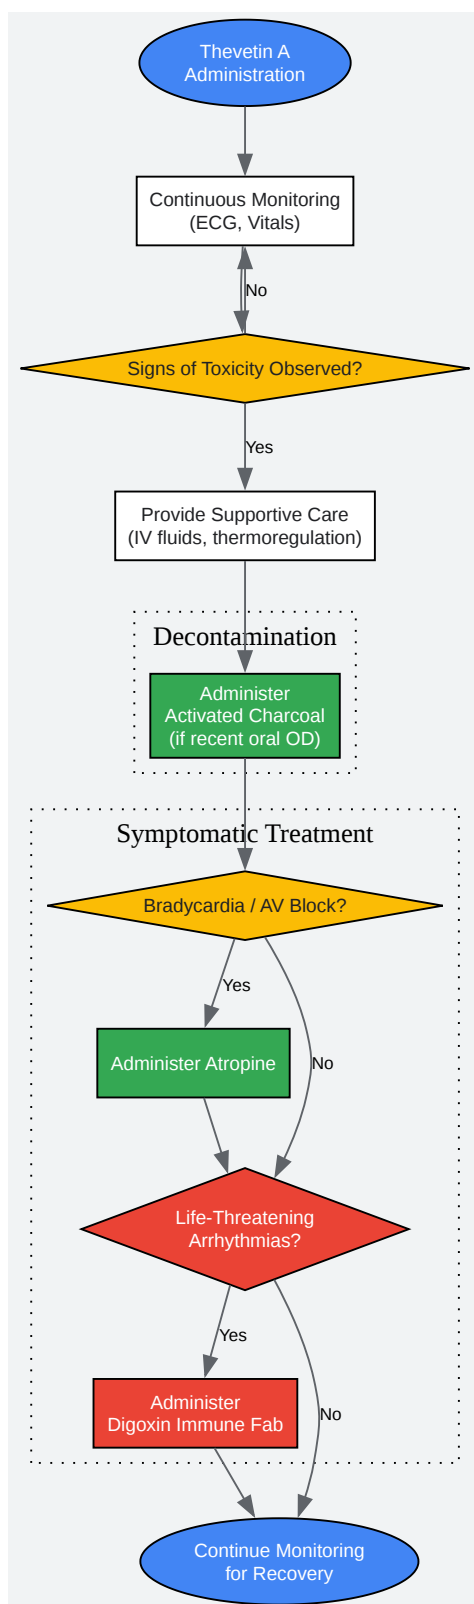 Thevetin A
Administration
Continuous Monitoring
(ECG, Vitals)
No
Signs of Toxicity Observed?
Yes
Provide Supportive Care
(IV fluids, thermoregulation)
Decontamination
Administer
Activated Charcoal
(if recent oral OD)
Symptomatic Treatment
Bradycardia / AV Block?
Yes
Administer Atropine
No
Life-Threatening
Arrhythmias?
Yes
Administer
Digoxin Immune Fab
No
Continue Monitoring
for Recovery